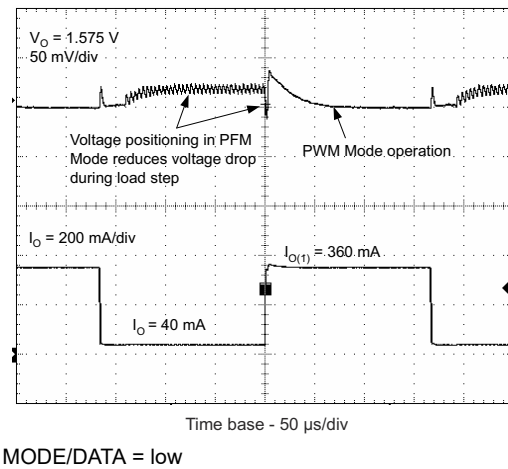 V_O = 1.575 V
50 mV/div
Voltage positioning in PFM
Mode reduces voltage drop
during load step
PWM Mode operation
I_O = 200 mA/div
I_O(1) = 360 mA
I_O = 40 mA
Time base - 50 µs/div
MODE/DATA = low